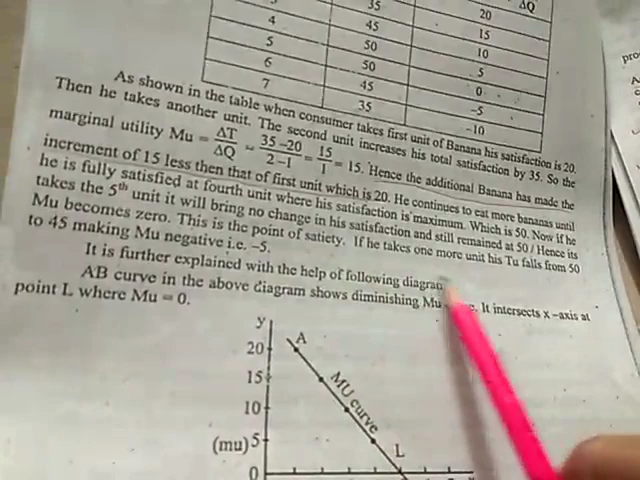 ΔQ
35 20
4 45 15
5 50 10
6 50 5
7 45 0
35 –5
–10
As shown in the table when consumer takes first unit of Banana his satisfaction is 20.
Then he takes another unit. The second unit increases his total satisfaction by 35. So the
marginal utility Mu = ΔT/ΔQ = 35–20/2–1 = 15/1 = 15. Hence the additional Banana has made the
increment of 15 less then that of first unit which is 20. He continues to eat more bananas until
he is fully satisfied at fourth unit where his satisfaction is maximum. Which is 50. Now if he
takes the 5th unit it will bring no change in his satisfaction and still remained at 50 / Hence its
Mu becomes zero. This is the point of satiety. If he takes one more unit his Tu falls from 50
to 45 making Mu negative i.e. –5.
It is further explained with the help of following diagram
AB curve in the above diagram shows diminishing Mu It intersects x –axis at
point L where Mu = 0.
y
20 A
15
MU curve
10
(mu) 5
L
0